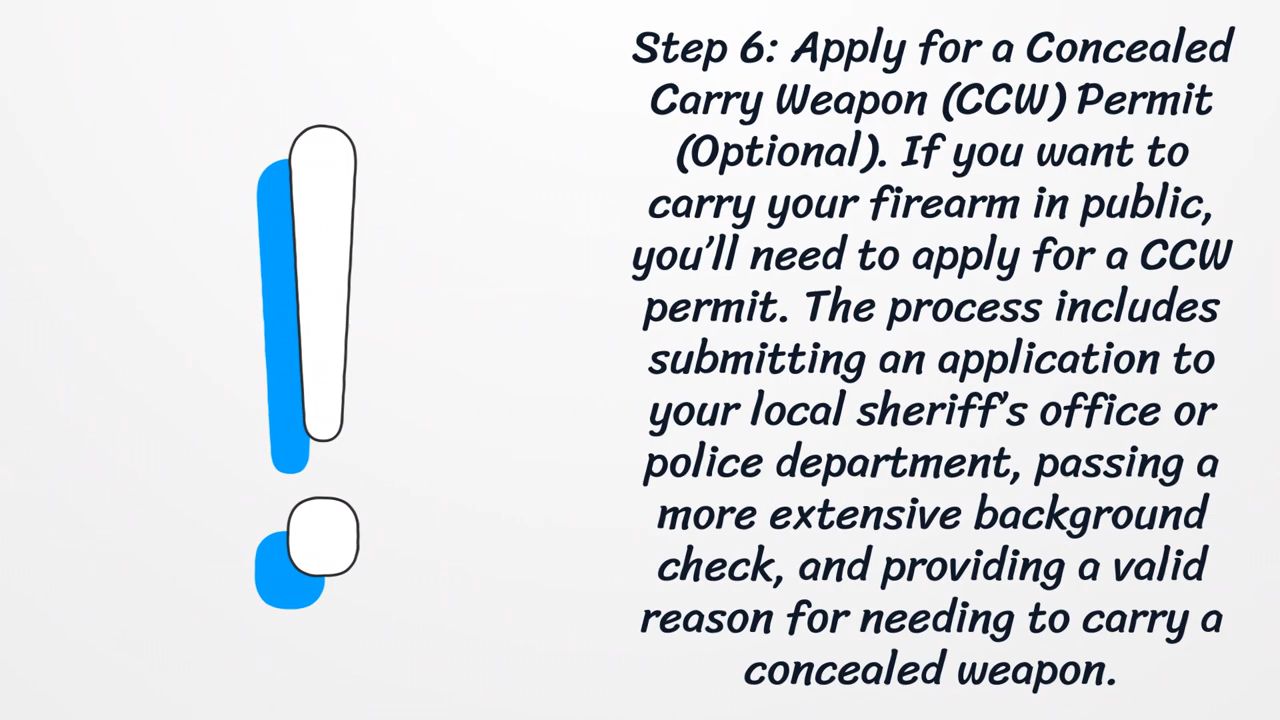 Step 6: Apply for a Concealed
Carry Weapon (CCW) Permit
(Optional). If you want to
carry your firearm in public,
you’ll need to apply for a CCW
permit. The process includes
submitting an application to
your local sheriff’s office or
police department, passing a
more extensive background
check, and providing a valid
reason for needing to carry a
concealed weapon.